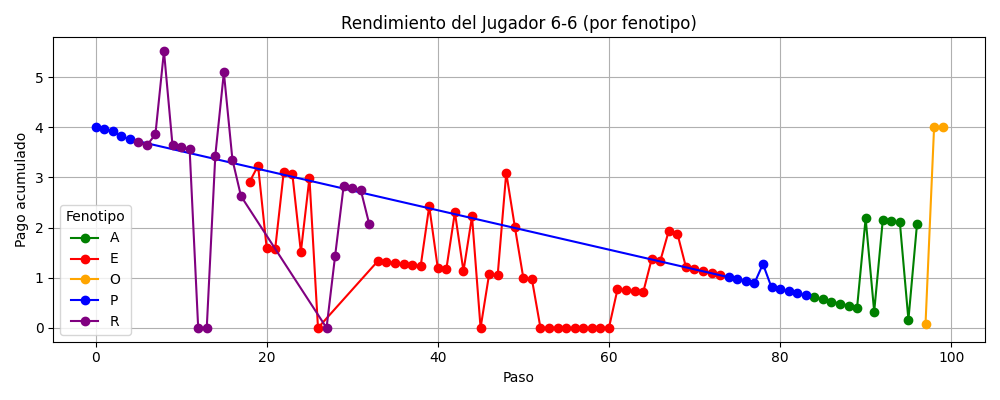 Rendimiento del Jugador 6-6 (por fenotipo)
Pago acumulado
5
4
3
2
1
0
Fenotipo
A
E
O
P
R
0
20
40
60
80
100
Paso